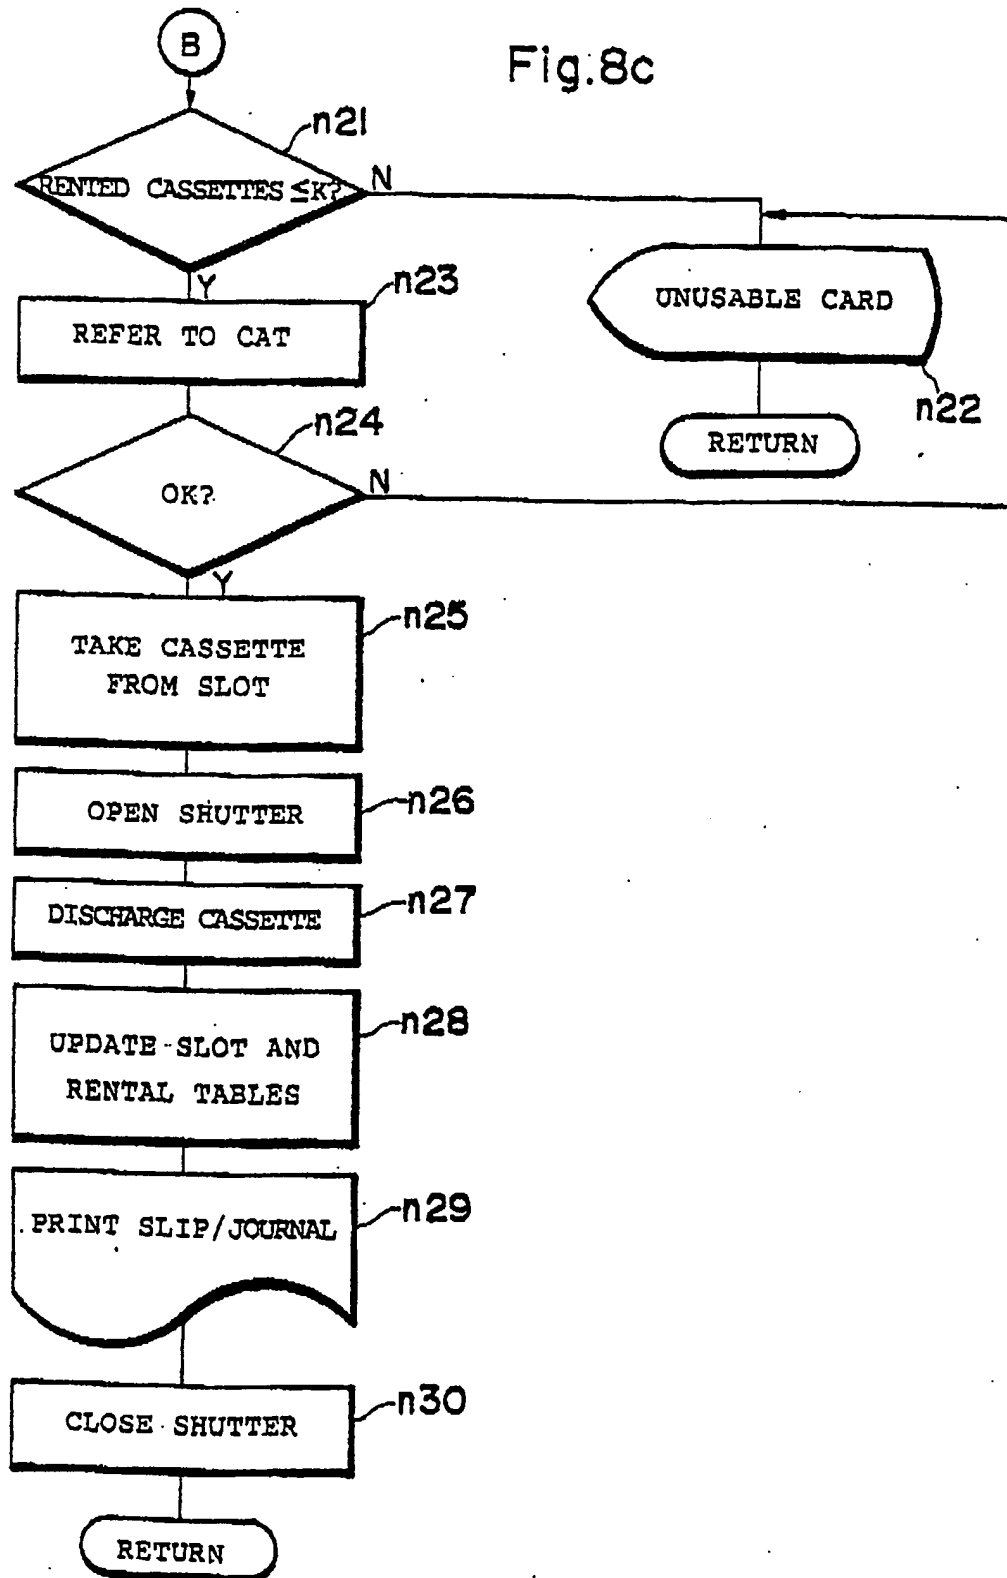 B
Fig.8c
n21
RENTED CASSETTES ≦K?
N
Y
n23
REFER TO CAT
UNUSABLE CARD
n22
RETURN
n24
OK?
N
Y
n25
TAKE CASSETTE
FROM SLOT
n26
OPEN SHUTTER
n27
DISCHARGE CASSETTE
n28
UPDATE SLOT AND
RENTAL TABLES
n29
PRINT SLIP/JOURNAL
n30
CLOSE SHUTTER
RETURN